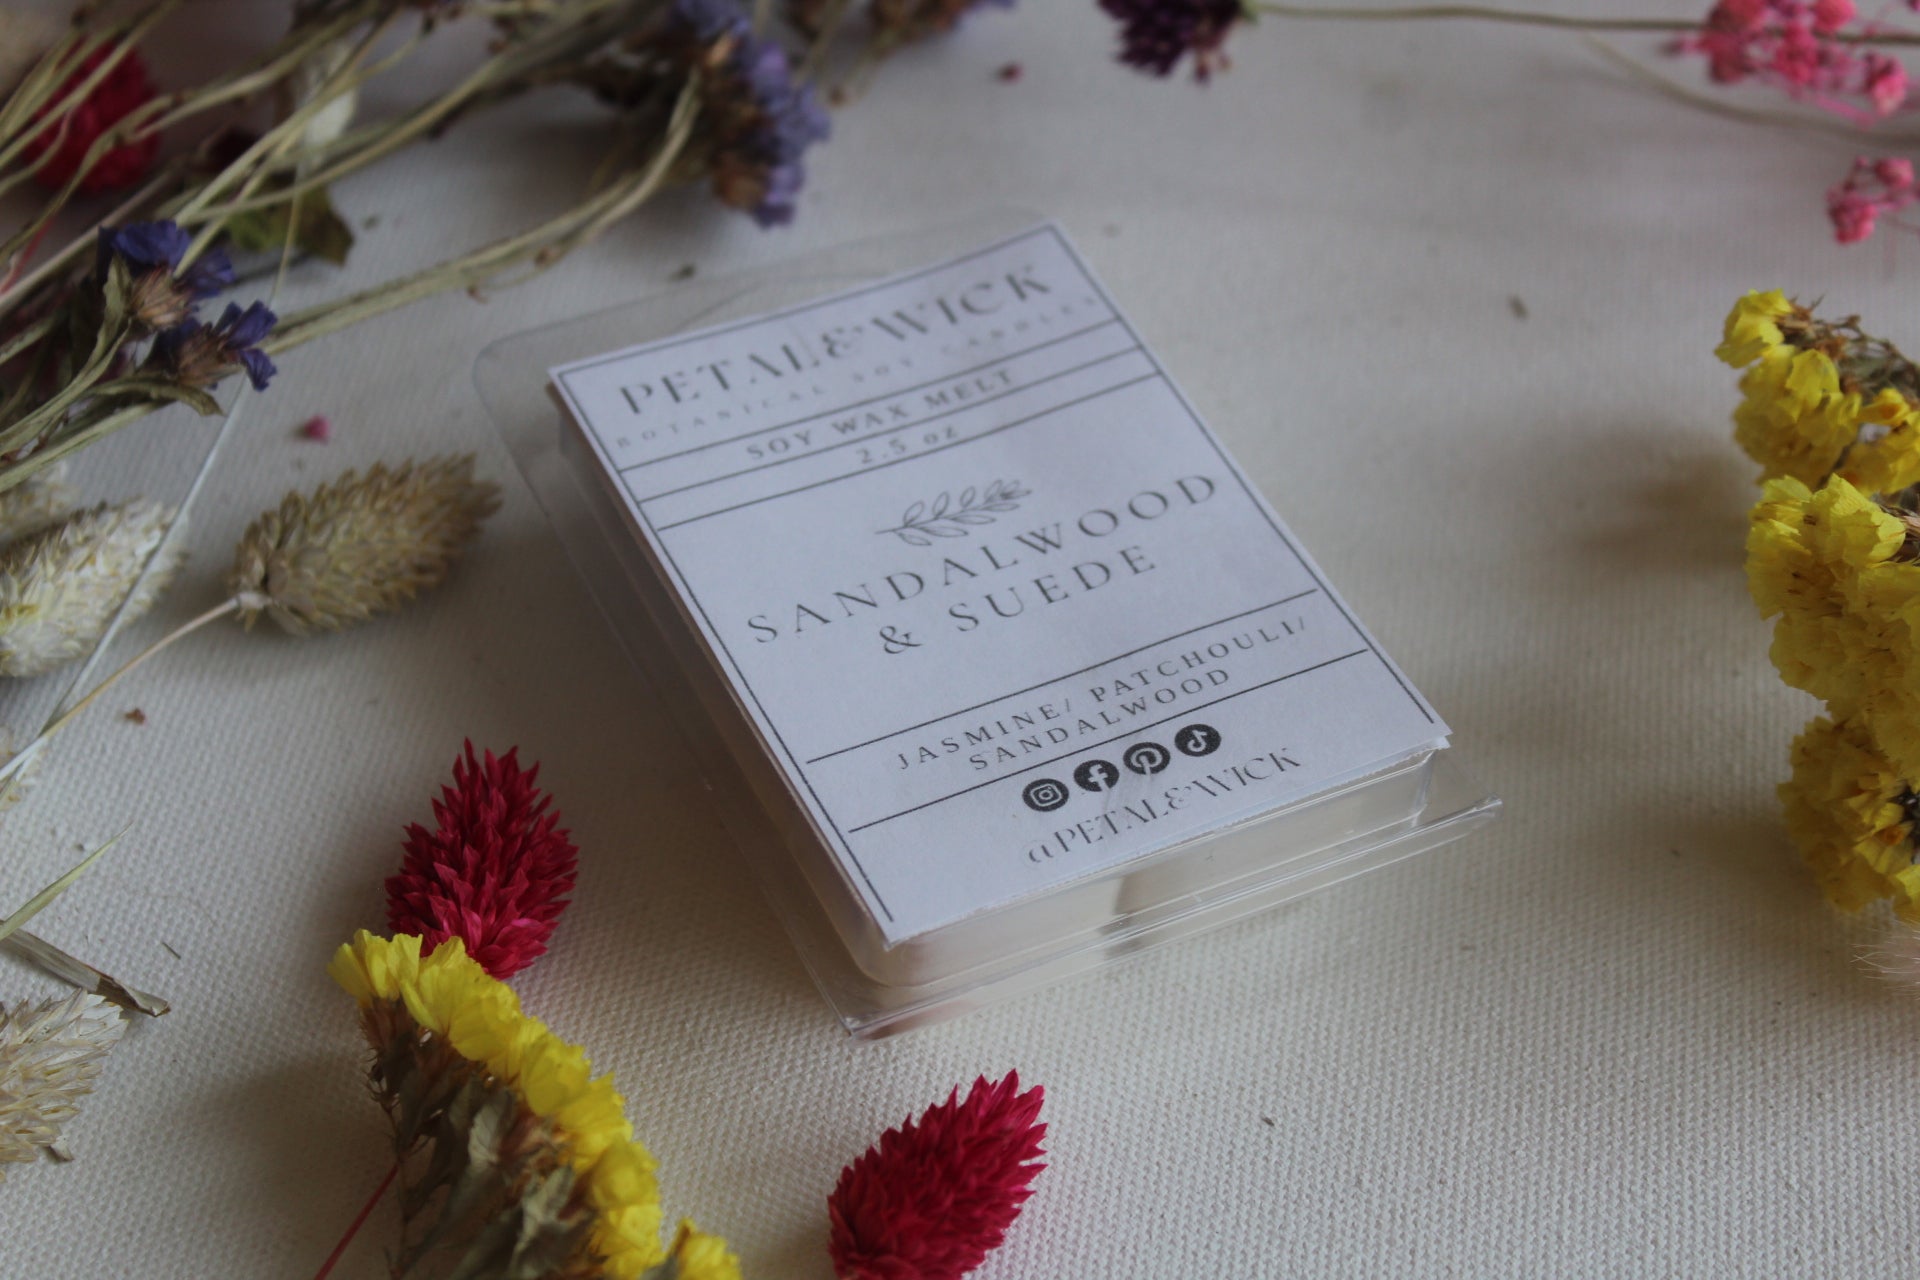 PETAL&WICK
BOTANICAL SOY CANDLES
SOY WAX MELT
2.5 oz
SANDALWOOD
& SUEDE
JASMINE/ PATCHOULI/
SANDALWOOD
@PETAL&WICK